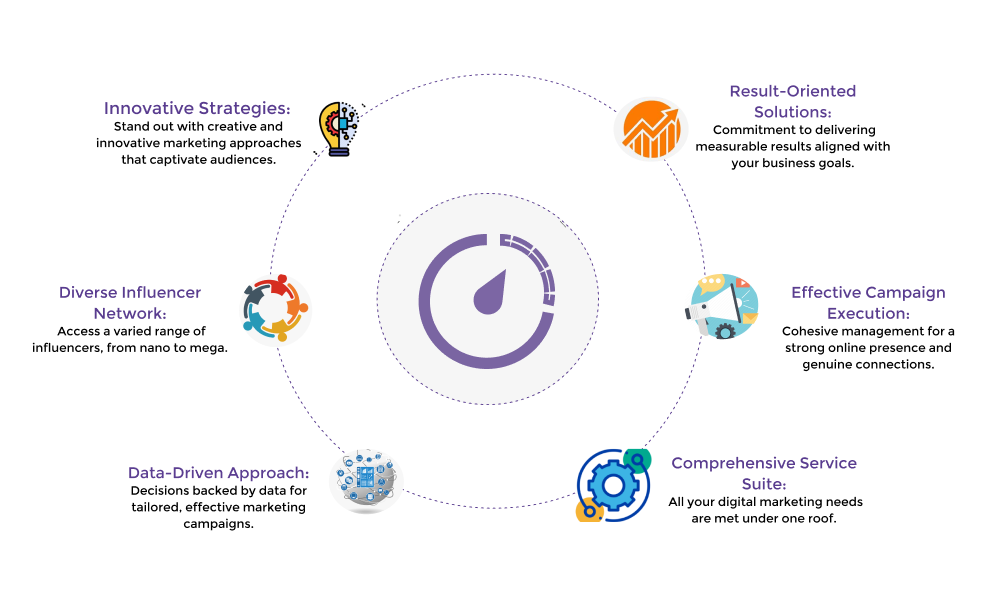 Innovative Strategies:
Stand out with creative and
innovative marketing approaches
that captivate audiences.
Result-Oriented
Solutions:
Commitment to delivering
measurable results aligned with
your business goals.
Diverse Influencer
Network:
Access a varied range of
influencers, from nano to mega.
Effective Campaign
Execution:
Cohesive management for a
strong online presence and
genuine connections.
Data-Driven Approach:
Decisions backed by data for
tailored, effective marketing
campaigns.
Comprehensive Service
Suite:
All your digital marketing needs
are met under one roof.